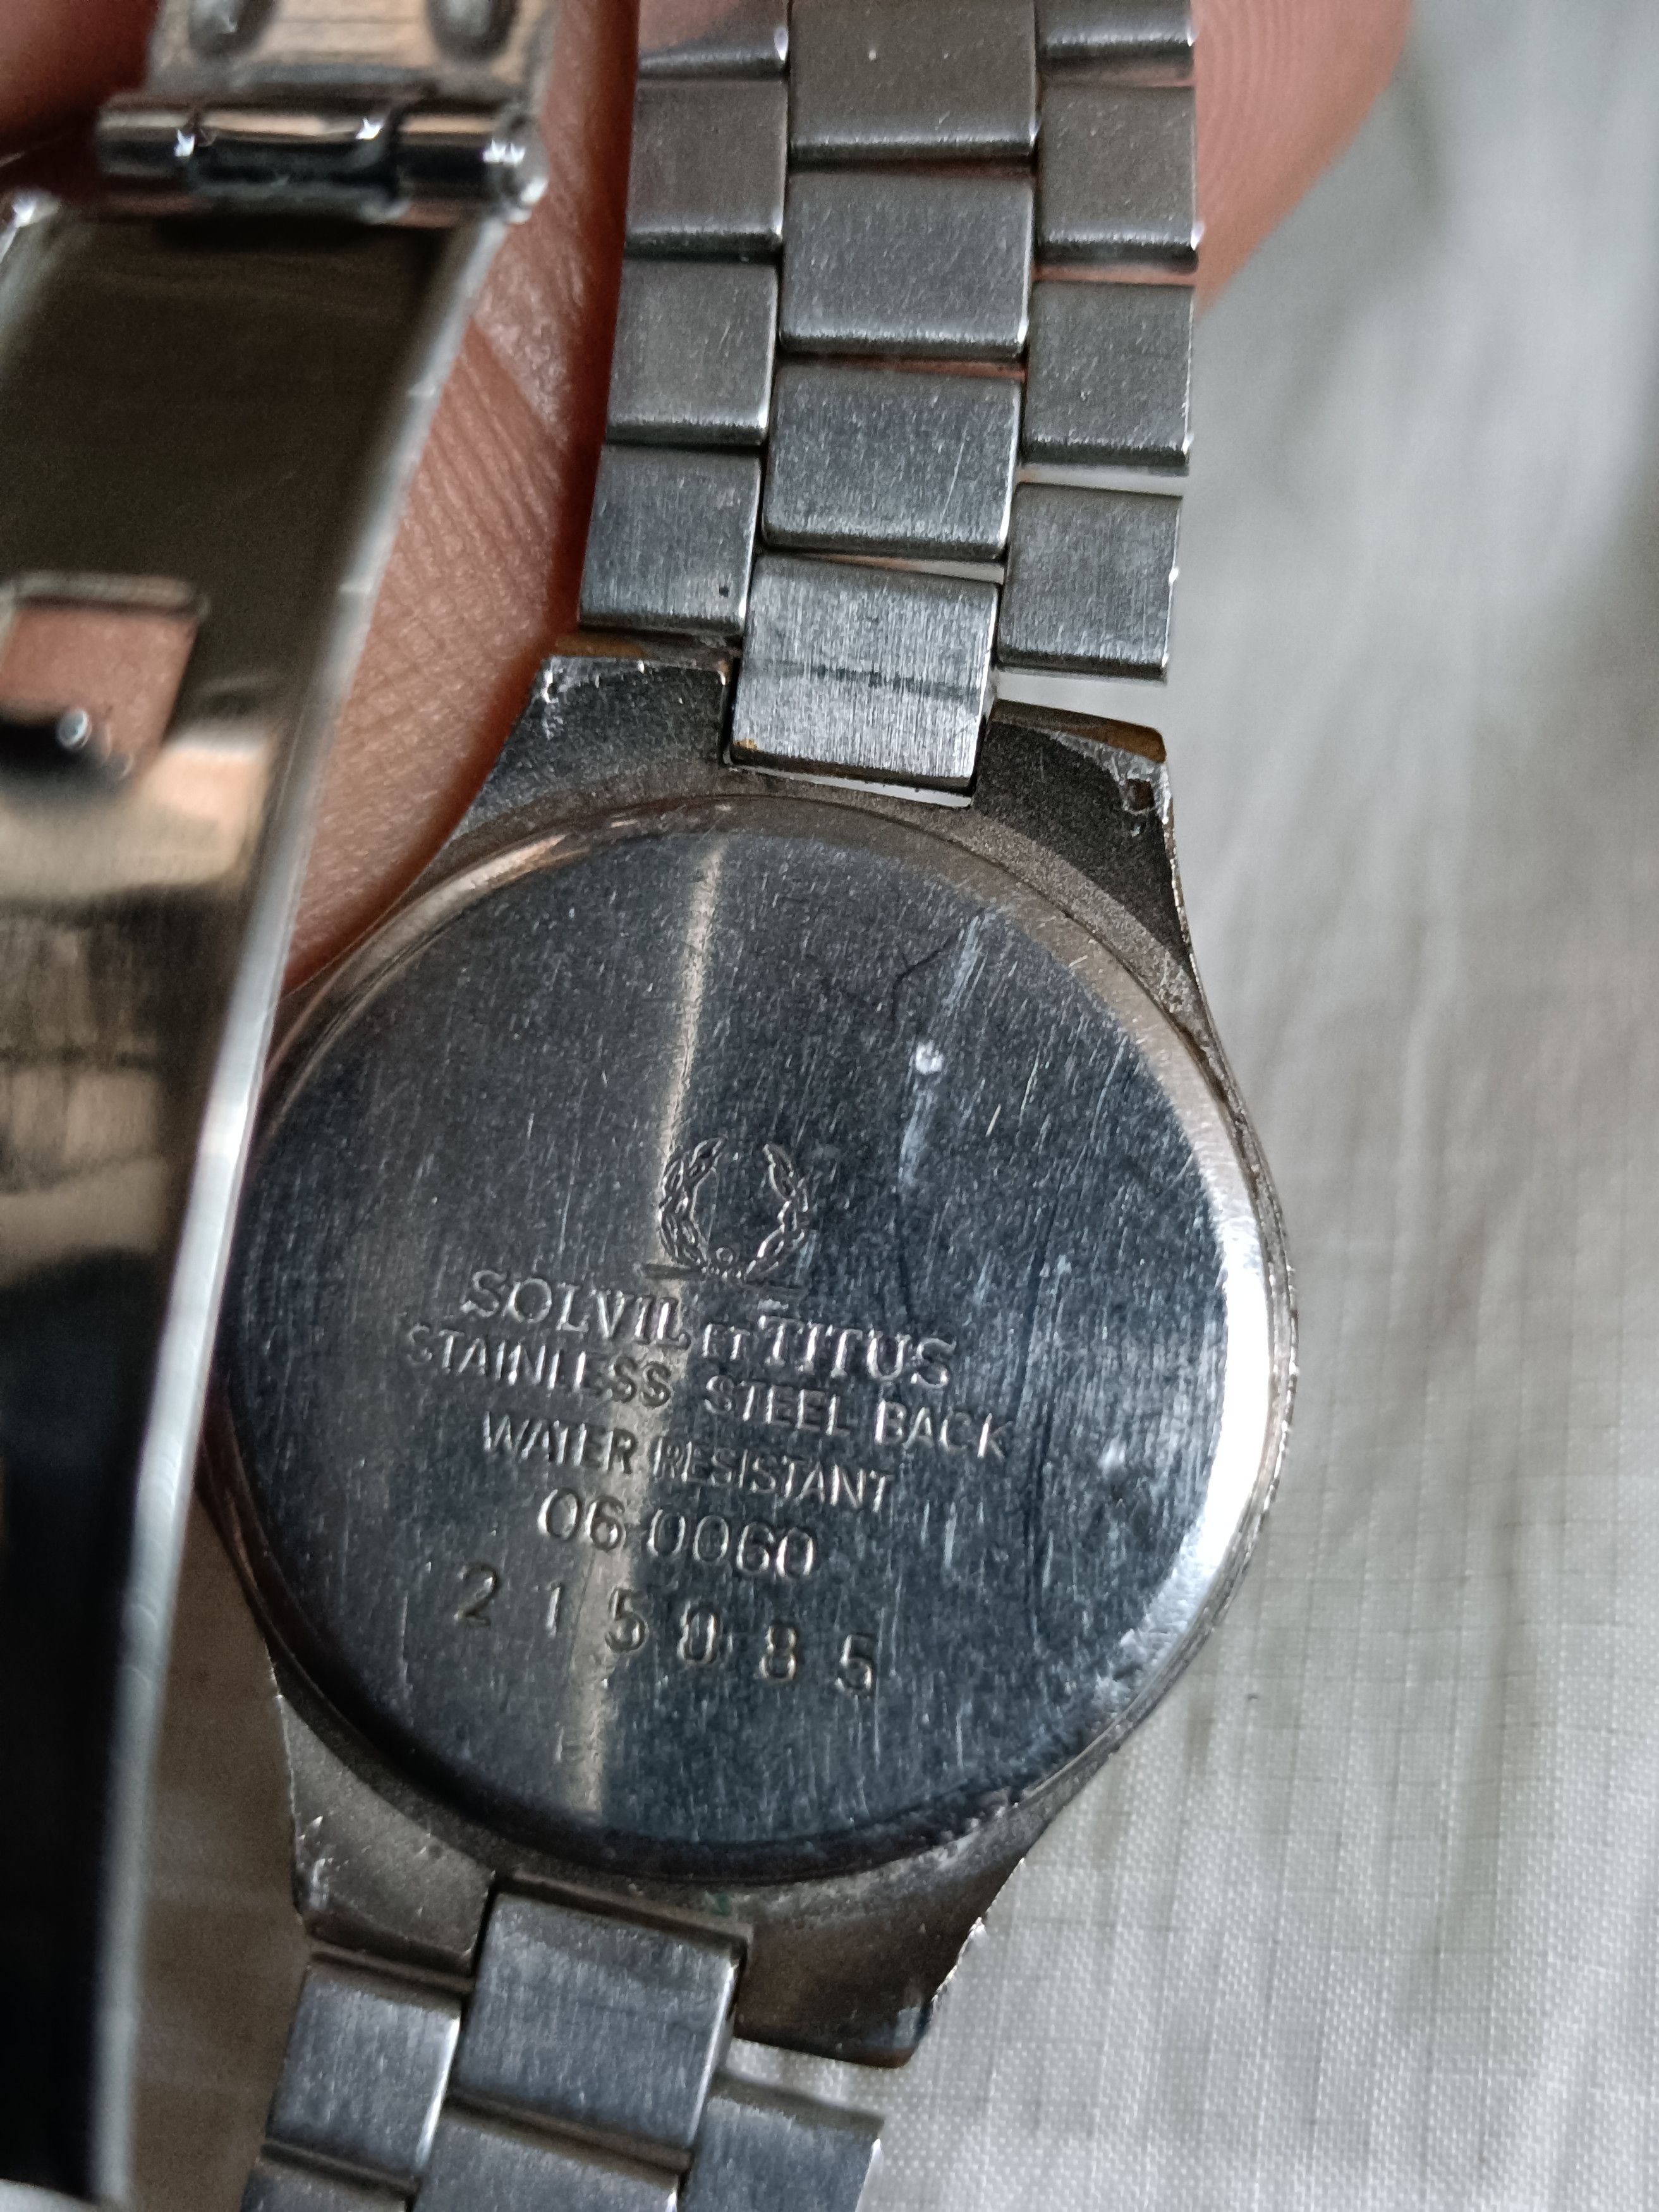 SOLVIL ET TITUS
STAINLESS STEEL BACK
WATER RESISTANT
06-0060
215085